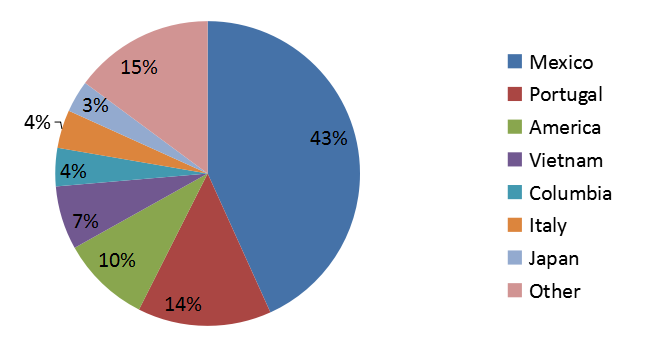 15%
3%
4%
43%
4%
7%
10%
14%
Mexico
Portugal
America
Vietnam
Columbia
Italy
Japan
Other